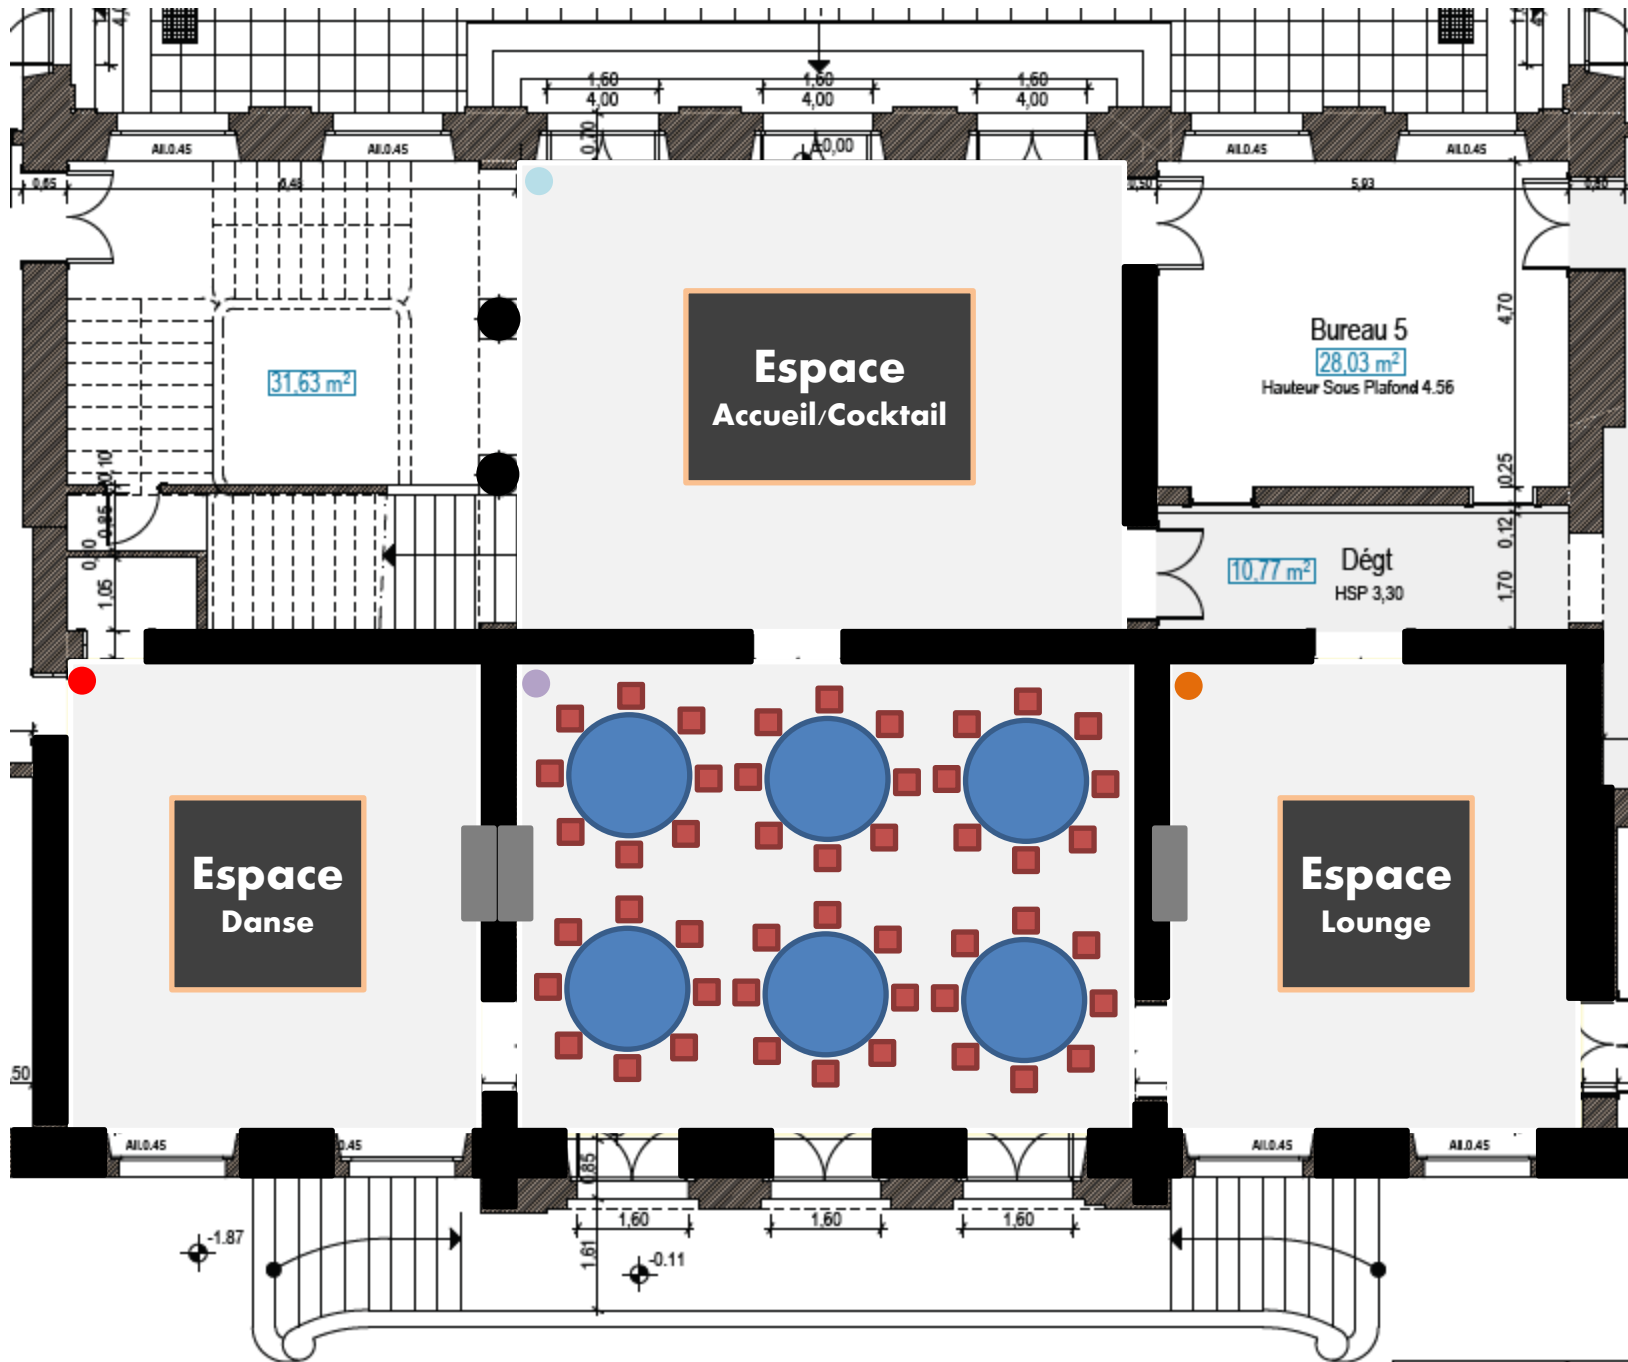 1,60
1,60
1,60
4,00
4,00
4,00
0,70
±0,00
All.0.45
All.0.45
All.0.45
All.0.45
5,93
31,63 m²
Espace
Accueil/Cocktail
Bureau 5
28,03 m²
Hauteur Sous Plafond 4.56
4,70
0,10
0,25
0,85
0,12
10,77 m²
Dégt
HSP 3,30
1,05
1,70
Espace
Danse
Espace
Lounge
.50
All.0.45
0.45
All.0.45
All.0.45
0.85
1,60
1,60
1,60
1.61
-1.87
-0.11